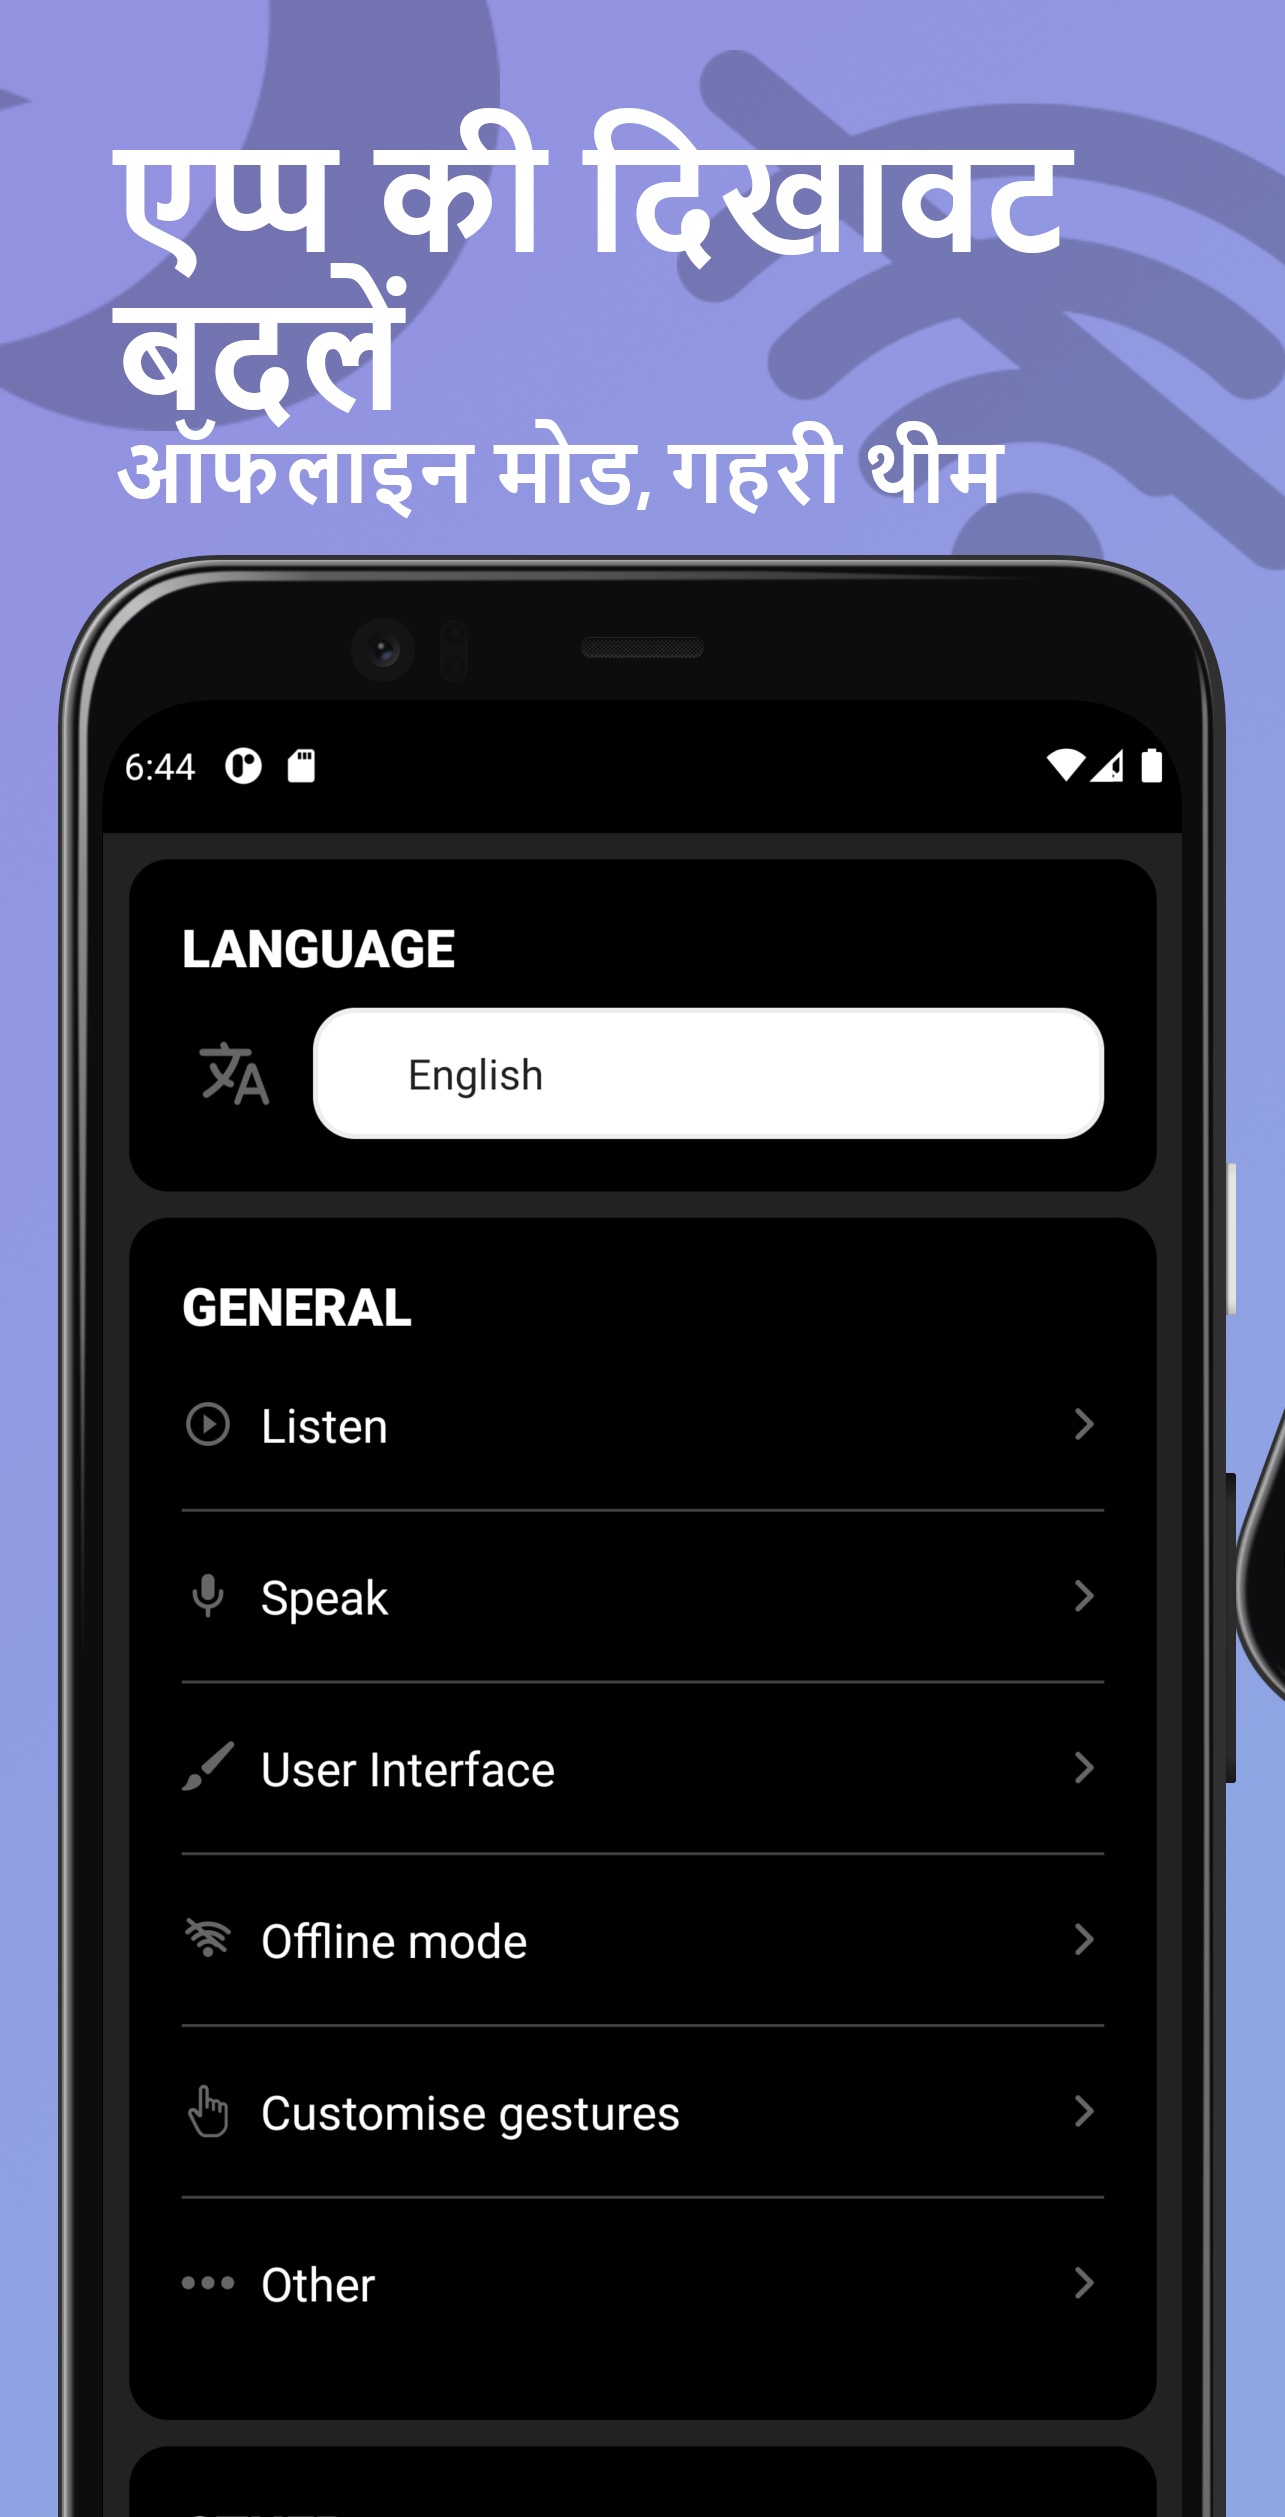 एप्प की दिखावट
बदलें
ऑफलाइन मोड, गहरी थीम
6:44
LANGUAGE
English
GENERAL
Listen
Speak
User Interface
Offline mode
Customise gestures
Other